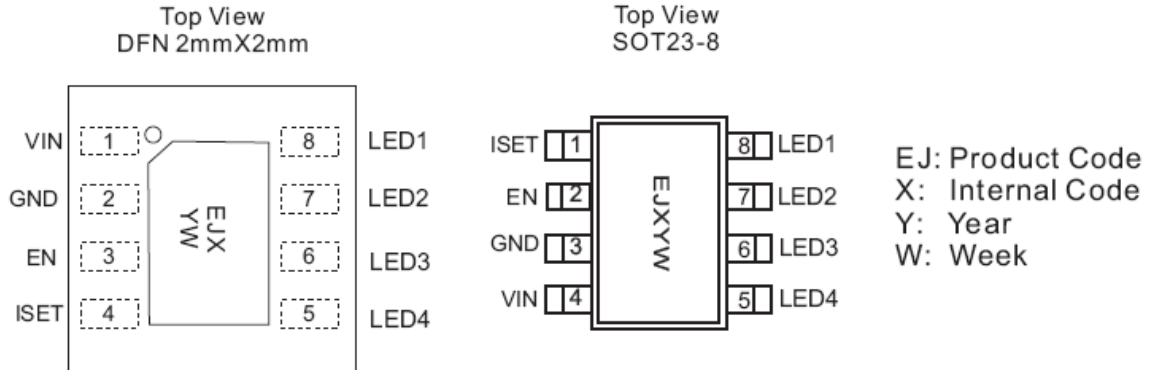 Top View
DFN 2mmX2mm
VIN 1 8 LED1
GND 2 7 LED2
EN 3 6 LED3
ISET 4 5 LED4
EJX
YW
Top View
SOT23-8
ISET 1 8 LED1
EN 2 7 LED2
GND 3 6 LED3
VIN 4 5 LED4
EJXYW
EJ: Product Code
X: Internal Code
Y: Year
W: Week